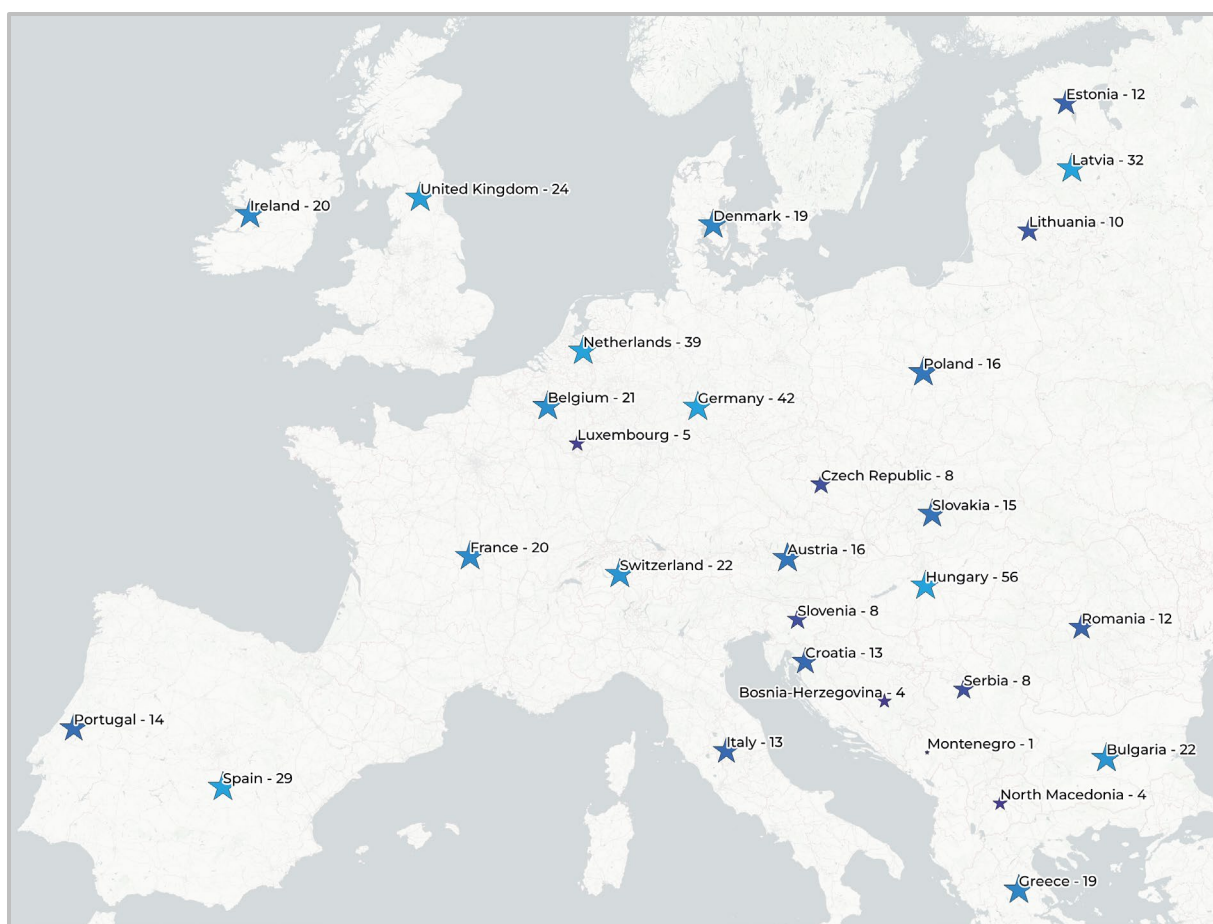 Estonia - 12
Latvia - 32
United Kingdom - 24
Ireland - 20
Denmark - 19
Lithuania - 10
Netherlands - 39
Poland - 16
Belgium - 21
Germany - 42
Luxembourg - 5
Czech Republic - 8
Slovakia - 15
France - 20
Austria - 16
Switzerland - 22
Hungary - 56
Slovenia - 8
Romania - 12
Croatia - 13
Serbia - 8
Bosnia-Herzegovina - 4
Portugal - 14
Italy - 13
Montenegro - 1
Bulgaria - 22
Spain - 29
North Macedonia - 4
Greece - 19